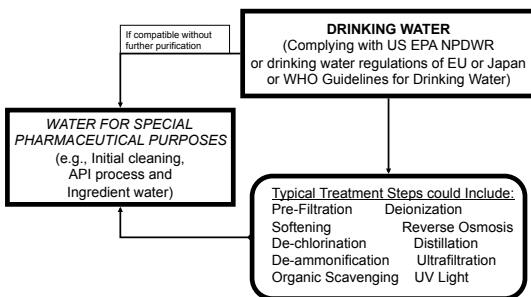 If compatible without
further purification
DRINKING WATER
(Complying with US EPA NPDWR
or drinking water regulations of EU or Japan
or WHO Guidelines for Drinking Water)
WATER FOR SPECIAL
PHARMACEUTICAL PURPOSES
(e.g., Initial cleaning,
API process and
Ingredient water)
Typical Treatment Steps could Include:
Pre-Filtration Deionization
Softening Reverse Osmosis
De-chlorination Distillation
De-ammonification Ultrafiltration
Organic Scavenging UV Light